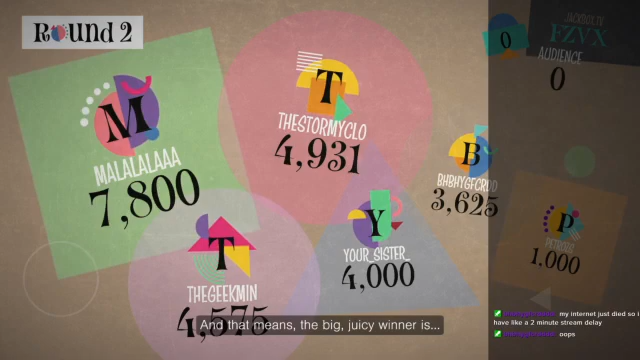 Round 2
M
MALALALAAA
7,800
T
THESTORMYCLO
4,931
B
BHBHYGFCRDD
3,625
0
JACKBOX.TV
FZVX
AUDIENCE
0
P
1,000
T
THEGEEKMIN
4,575
Y
YOUR_SISTER_
4,000
And that means, the big, juicy winner is...
my internet just died so i
have like a 2 minute stream delay
oops